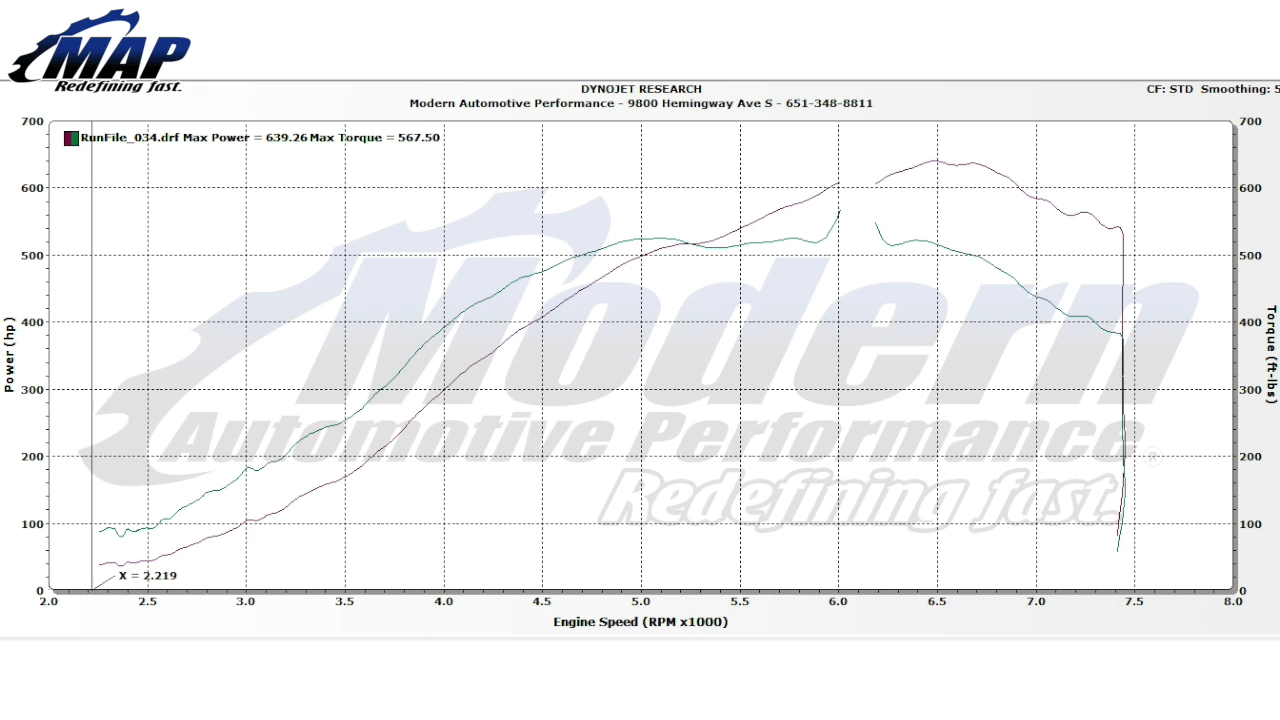 MAP
Redefining fast.
DYNOJET RESEARCH
CF: STD Smoothing: 5
Modern Automotive Performance - 9800 Hemingway Ave S - 651-348-8811
RunFile_034.drf Max Power = 639.26 Max Torque = 567.50
700
600
500
400
300
200
100
0
Power (hp)
700
600
500
400
300
200
100
0
Torque (ft-lbs)
Modern
Automotive Performance
®
Redefining fast.
X = 2.219
2.0 2.5 3.0 3.5 4.0 4.5 5.0 5.5 6.0 6.5 7.0 7.5 8.0
Engine Speed (RPM x1000)